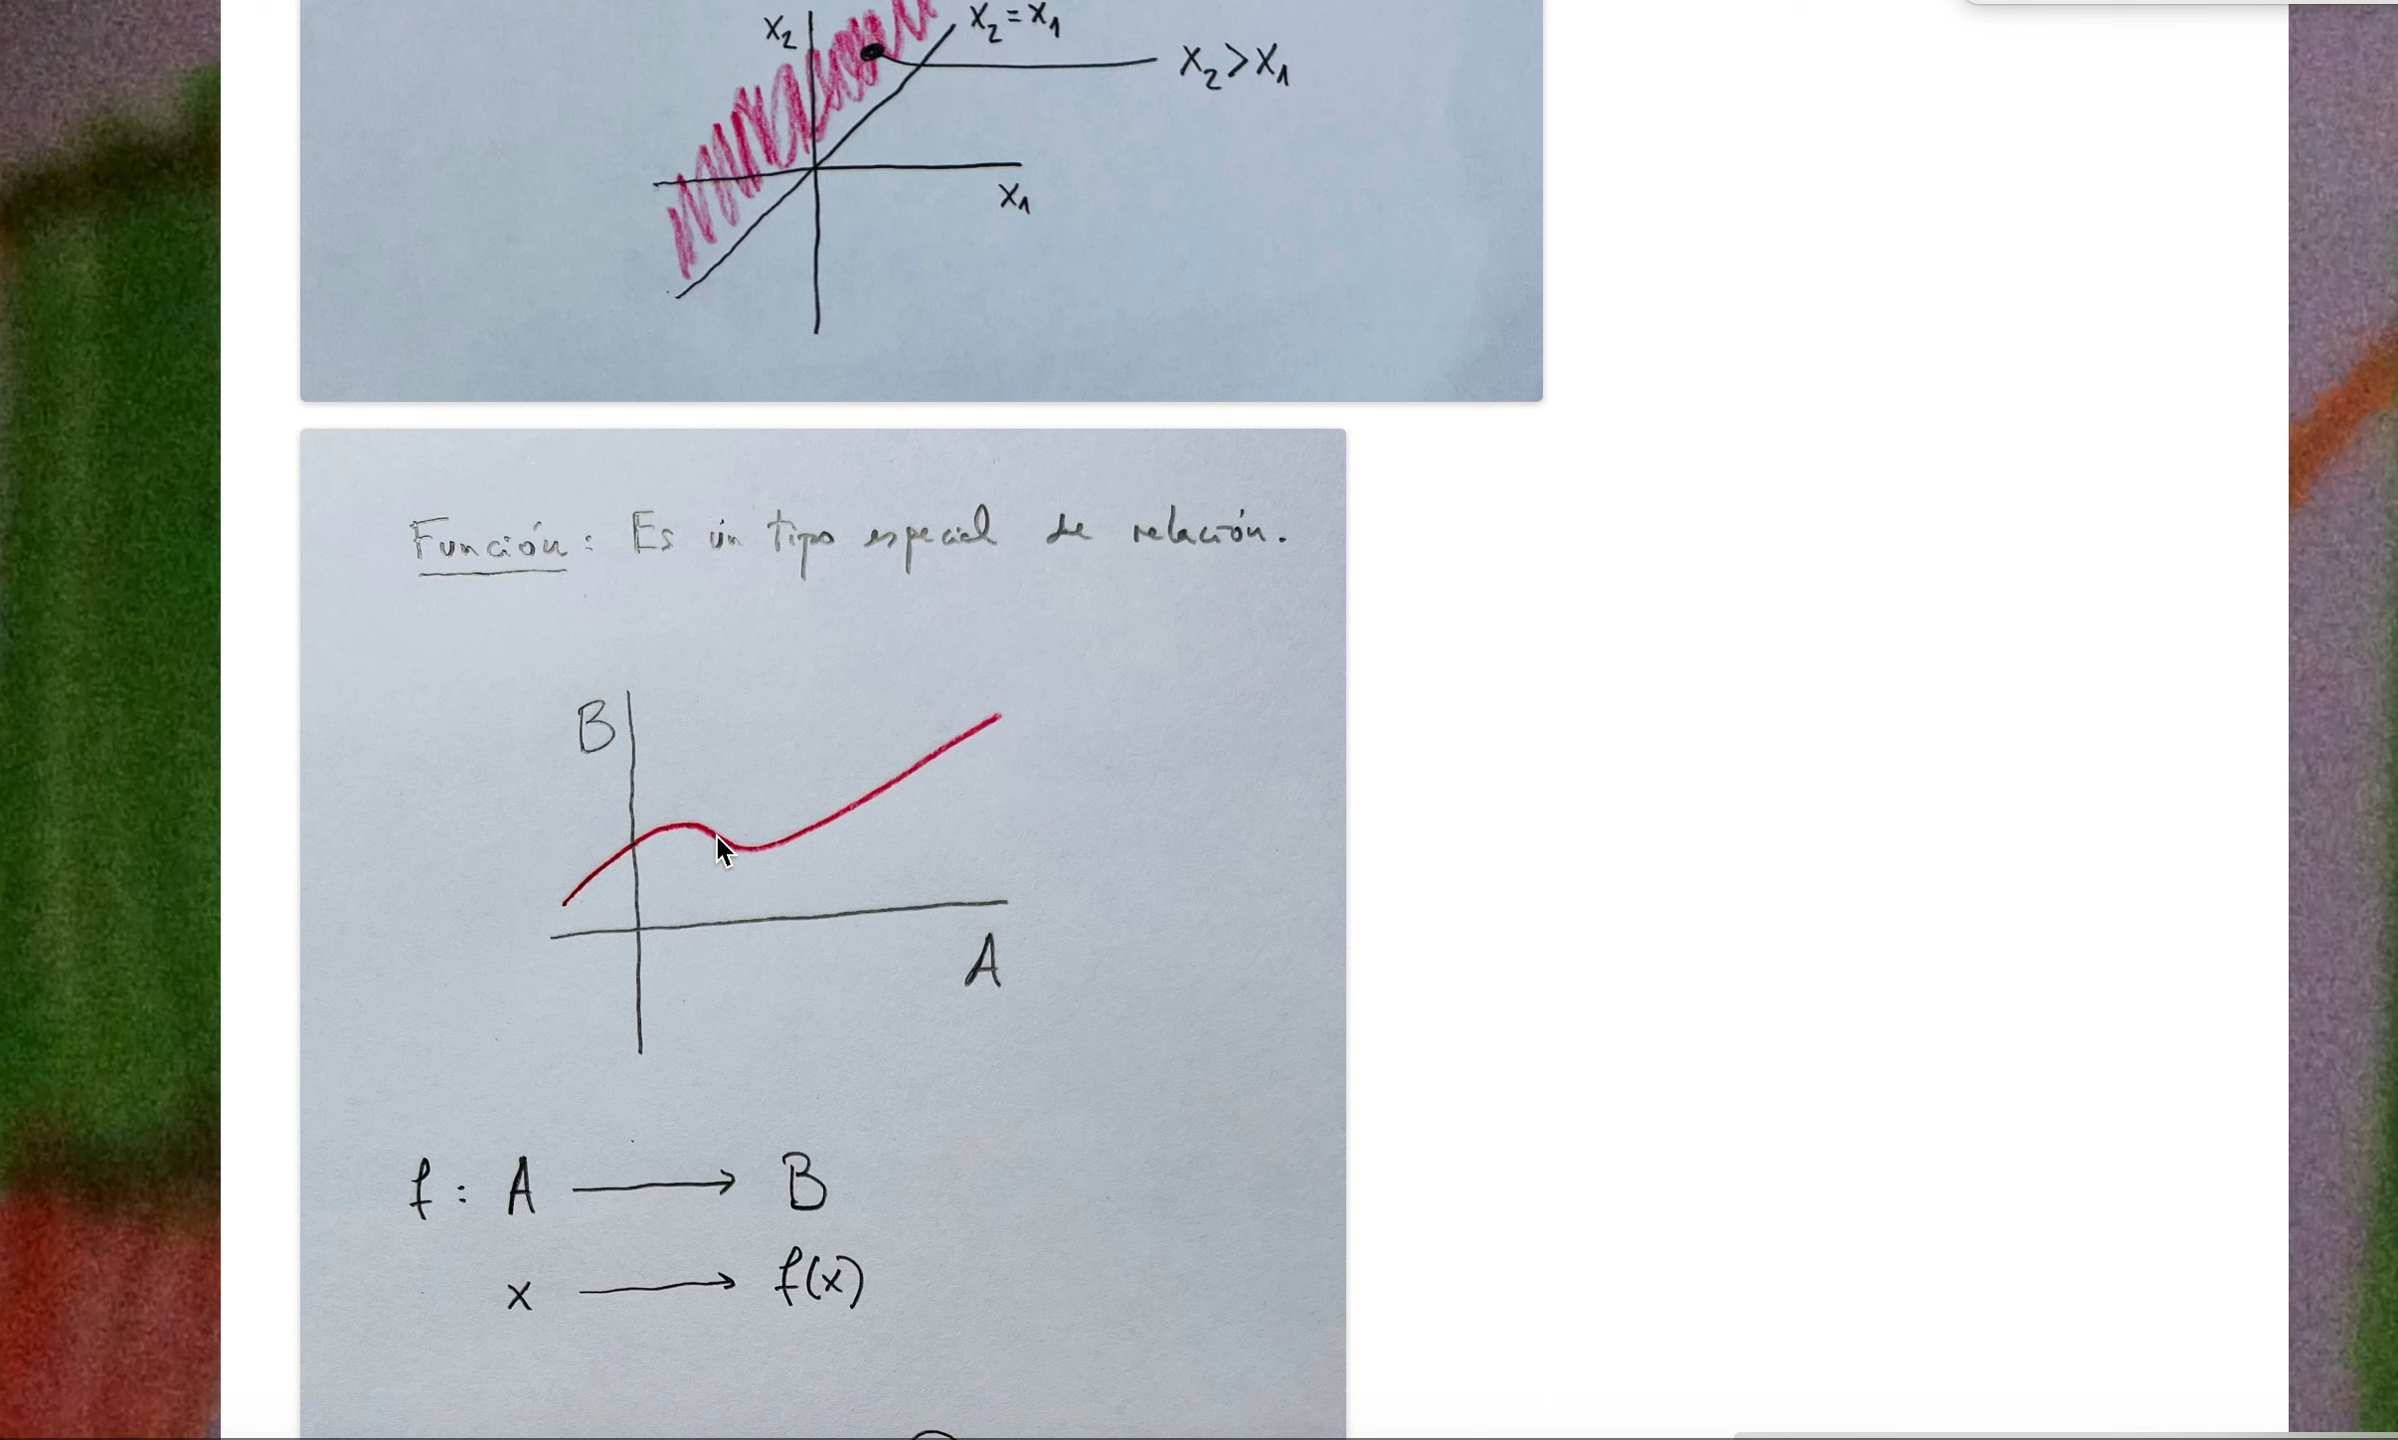 x₂
x₂ = x₁
x₂ > x₁
x₁
Función: Es un tipo especial de relación.
B
A
f : A → B
x → f(x)